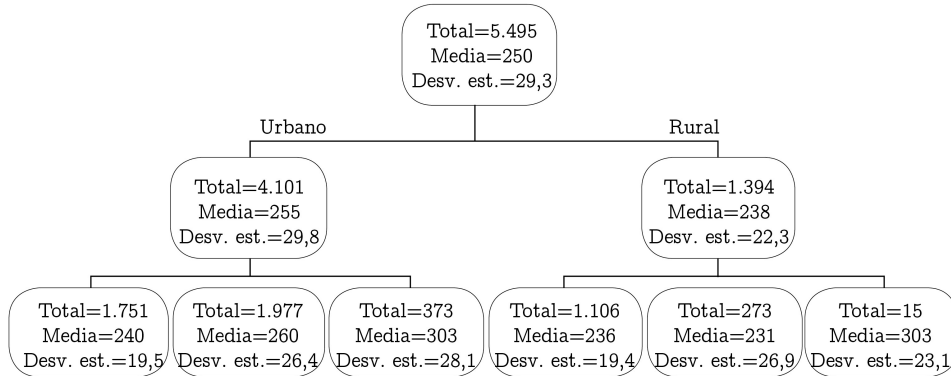 Total=5.495
Media=250
Desv. est.=29,3
Urbano
Rural
Total=4.101
Media=255
Desv. est.=29,8
Total=1.394
Media=238
Desv. est.=22,3
Total=1.751
Media=240
Desv. est.=19,5
Total=1.977
Media=260
Desv. est.=26,4
Total=373
Media=303
Desv. est.=28,1
Total=1.106
Media=236
Desv. est.=19,4
Total=273
Media=231
Desv. est.=26,9
Total=15
Media=303
Desv. est.=23,1